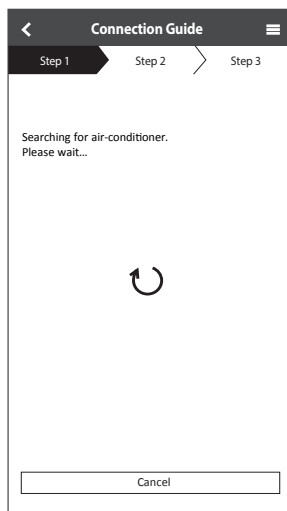 Connection Guide
Step 1
Step 2
Step 3
Searching for air-conditioner.
Please wait...
Cancel